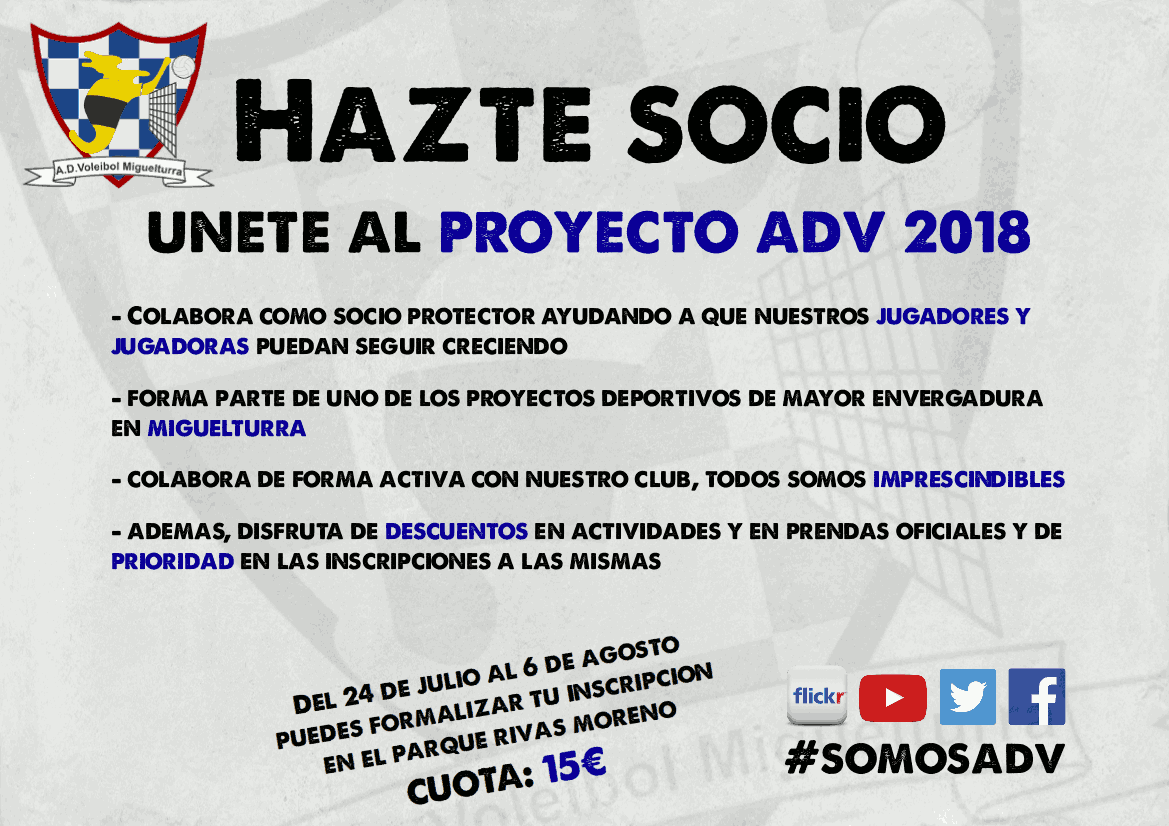 A.D.Voleibol Miguelturra
HAZTE SOCIO
UNETE AL PROYECTO ADV 2018
- COLABORA COMO SOCIO PROTECTOR AYUDANDO A QUE NUESTROS JUGADORES Y
JUGADORAS PUEDAN SEGUIR CRECIENDO
- FORMA PARTE DE UNO DE LOS PROYECTOS DEPORTIVOS DE MAYOR ENVERGADURA
EN MIGUELTURRA
- COLABORA DE FORMA ACTIVA CON NUESTRO CLUB, TODOS SOMOS IMPRESCINDIBLES
- ADEMAS, DISFRUTA DE DESCUENTOS EN ACTIVIDADES Y EN PRENDAS OFICIALES Y DE
PRIORIDAD EN LAS INSCRIPCIONES A LAS MISMAS
DEL 24 DE JULIO AL 6 DE AGOSTO
PUEDES FORMALIZAR TU INSCRIPCION
EN EL PARQUE RIVAS MORENO
CUOTA: 15€
flickr
#SOMOSADV
Voleibol Miguelturra